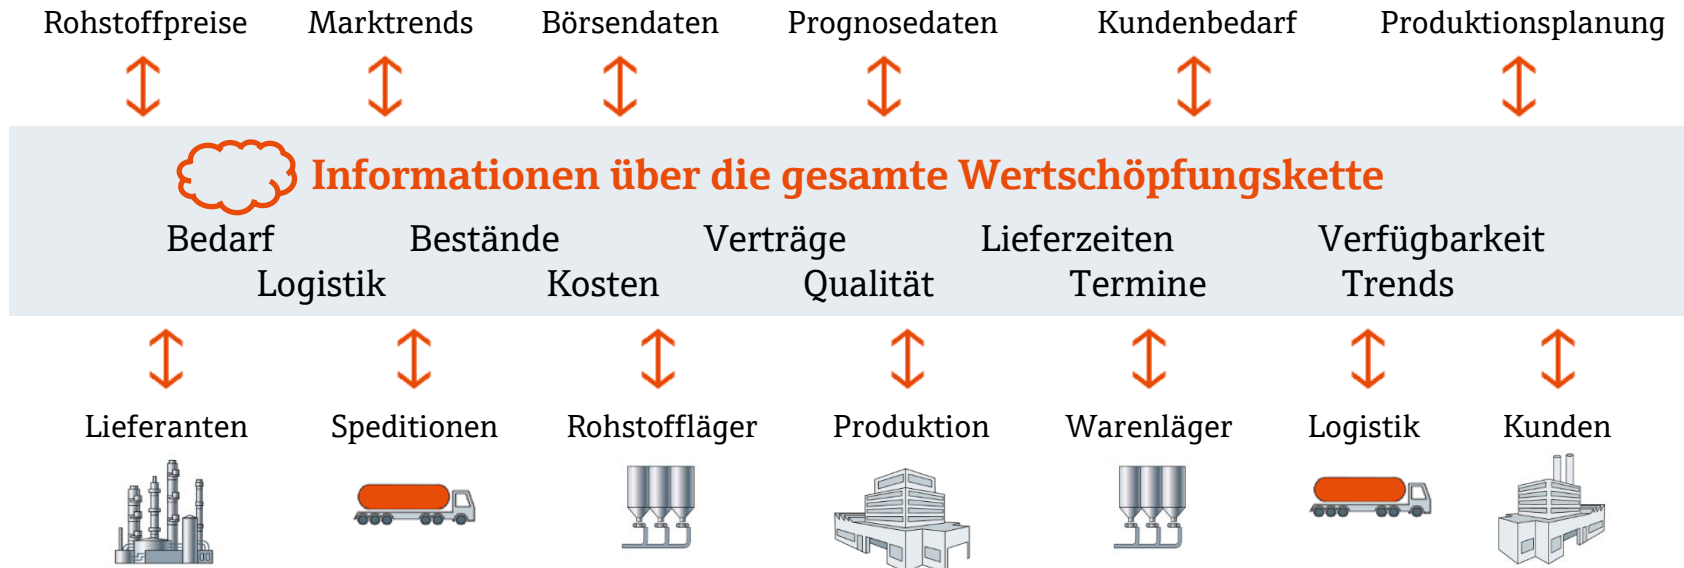 Rohstoffpreise Marktrends Börsendaten Prognosedaten Kundenbedarf Produktionsplanung
Informationen über die gesamte Wertschöpfungskette
Bedarf Bestände Verträge Lieferzeiten Verfügbarkeit
Logistik Kosten Qualität Termine Trends
Lieferanten Speditionen Rohstoffläger Produktion Warenläger Logistik Kunden